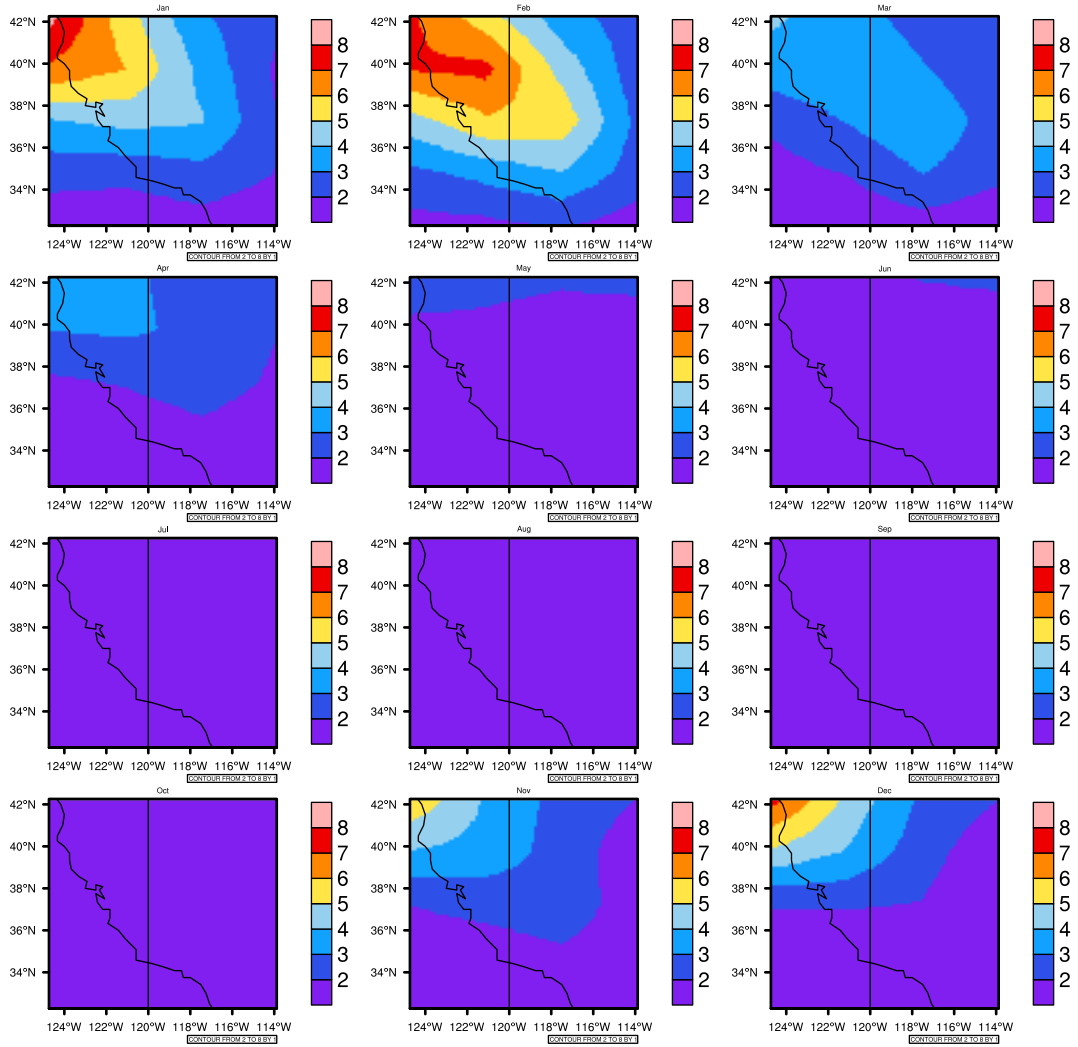 Jan Feb Mar
42°N 8 42°N 8 42°N 8
40°N 7 40°N 7 40°N 7
38°N 6 38°N 6 38°N 6
5 5 5
36°N 4 36°N 4 36°N 4
34°N 3 34°N 3 34°N 3
2 2 2
124°W 122°W 120°W 118°W 116°W 114°W 124°W 122°W 120°W 118°W 116°W 114°W 124°W 122°W 120°W 118°W 116°W 114°W
CONTOUR FROM 2 TO 8 BY 1 CONTOUR FROM 2 TO 8 BY 1 CONTOUR FROM 2 TO 8 BY 1
Apr May Jun
42°N 8 42°N 8 42°N 8
40°N 7 40°N 7 40°N 7
38°N 6 38°N 6 38°N 6
5 5 5
36°N 4 36°N 4 36°N 4
34°N 3 34°N 3 34°N 3
2 2 2
124°W 122°W 120°W 118°W 116°W 114°W 124°W 122°W 120°W 118°W 116°W 114°W 124°W 122°W 120°W 118°W 116°W 114°W
CONTOUR FROM 2 TO 8 BY 1 CONTOUR FROM 2 TO 8 BY 1 CONTOUR FROM 2 TO 8 BY 1
Jul Aug Sep
42°N 8 42°N 8 42°N 8
40°N 7 40°N 7 40°N 7
38°N 6 38°N 6 38°N 6
5 5 5
36°N 4 36°N 4 36°N 4
34°N 3 34°N 3 34°N 3
2 2 2
124°W 122°W 120°W 118°W 116°W 114°W 124°W 122°W 120°W 118°W 116°W 114°W 124°W 122°W 120°W 118°W 116°W 114°W
CONTOUR FROM 2 TO 8 BY 1 CONTOUR FROM 2 TO 8 BY 1 CONTOUR FROM 2 TO 8 BY 1
Oct Nov Dec
42°N 8 42°N 8 42°N 8
40°N 7 40°N 7 40°N 7
38°N 6 38°N 6 38°N 6
5 5 5
36°N 4 36°N 4 36°N 4
34°N 3 34°N 3 34°N 3
2 2 2
124°W 122°W 120°W 118°W 116°W 114°W 124°W 122°W 120°W 118°W 116°W 114°W 124°W 122°W 120°W 118°W 116°W 114°W
CONTOUR FROM 2 TO 8 BY 1 CONTOUR FROM 2 TO 8 BY 1 CONTOUR FROM 2 TO 8 BY 1